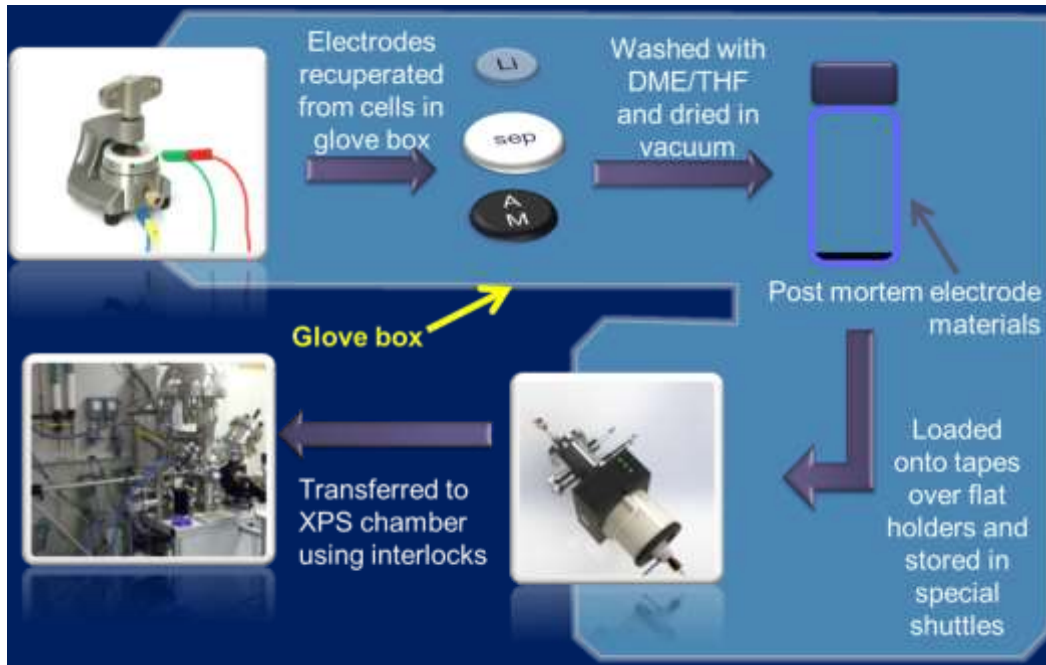 Electrodes
recuperated
from cells in
glove box
Li
sep
A
M
Washed with
DME/THF
and dried in
vacuum
Post mortem electrode
materials
Glove box
Loaded
onto tapes
over flat
holders and
stored in
special
shuttles
Transferred to
XPS chamber
using interlocks